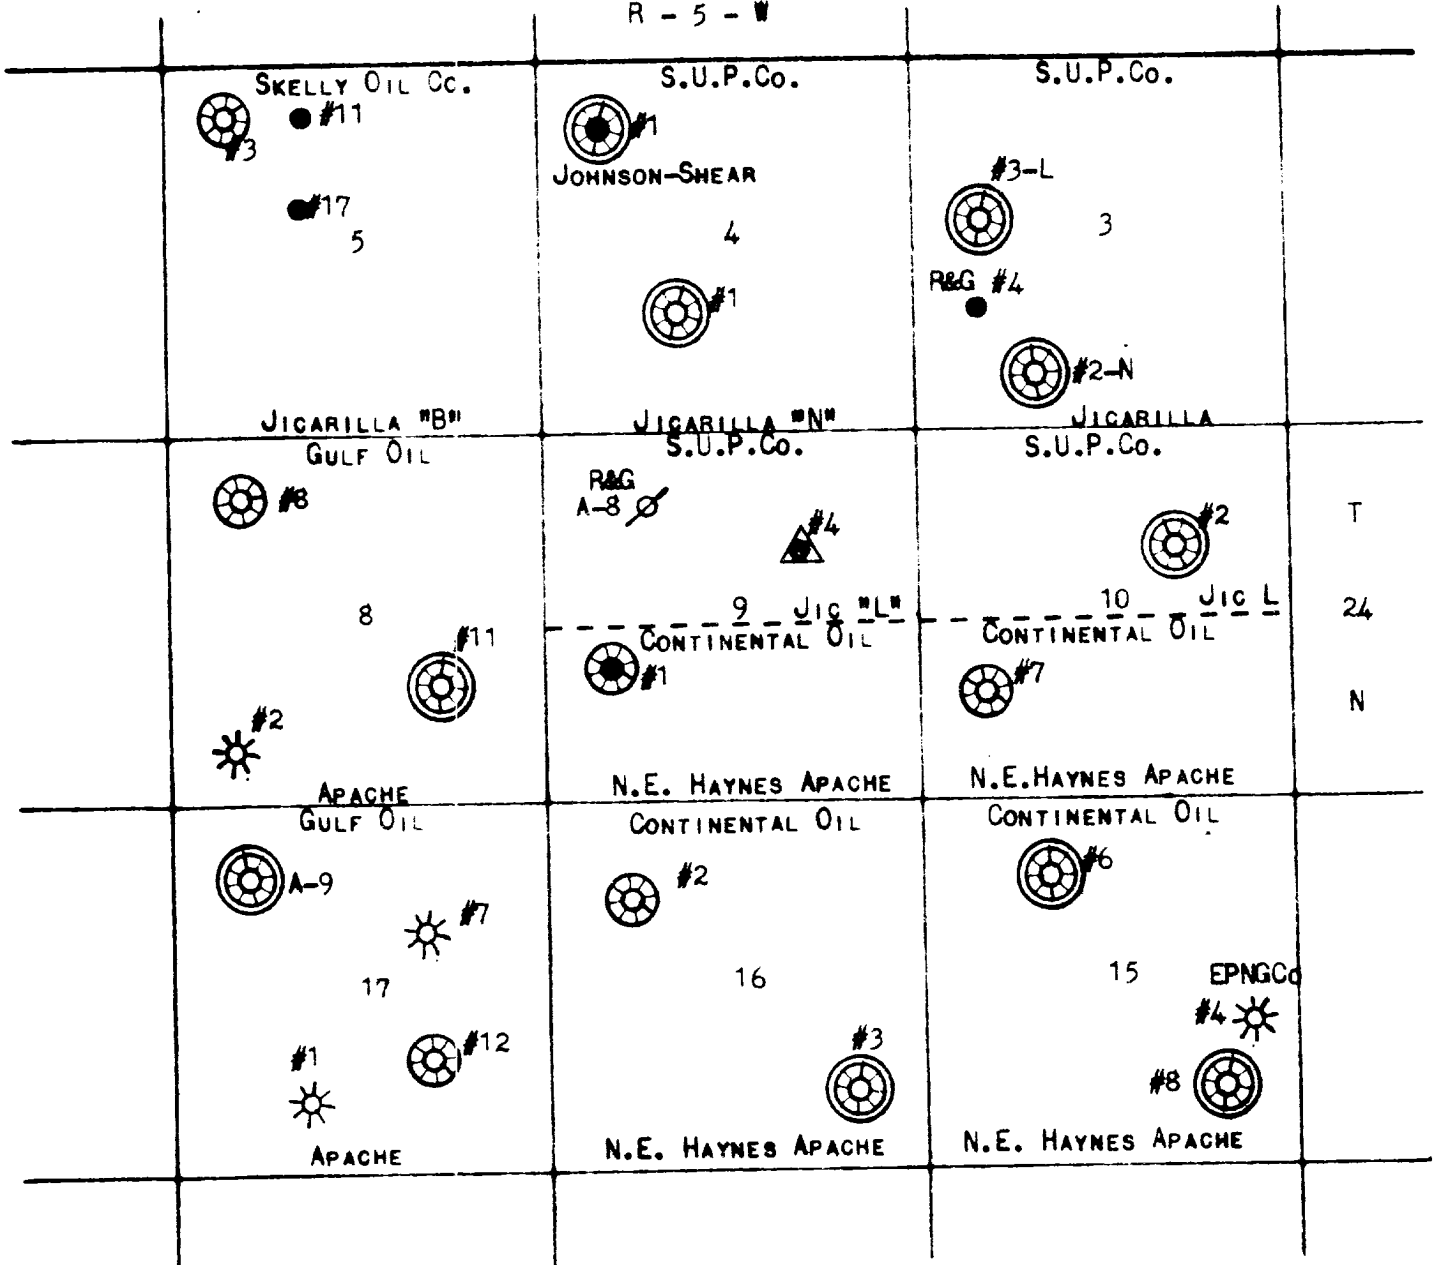 R - 5 - W
SKELLY OIL CC.
#3
#11
#17
5
JICARILLA "B"
S.U.P.CO.
#1
JOHNSON-SHEAR
4
#1
JICARILLA "N"
S.U.P.CO.
#3-L
3
R&G #4
#2-N
JICARILLA
GULF OIL
#8
8
#11
#2
APACHE
S.U.P.CO.
R&G
A-8
#4
9 JIC "L"
CONTINENTAL OIL
#1
N.E. HAYNES APACHE
S.U.P.CO.
#2
10 JIC L
CONTINENTAL OIL
#7
N.E.HAYNES APACHE
T
24
N
GULF OIL
A-9
#7
17
#12
#1
APACHE
CONTINENTAL OIL
#2
16
#3
N.E. HAYNES APACHE
CONTINENTAL OIL
#6
15
EPNGCO
#4
#8
N.E. HAYNES APACHE